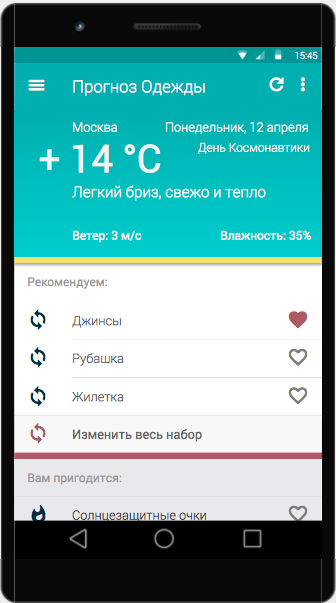 15:45
Прогноз Одежды
Москва Понедельник, 12 апреля
День Космонавтики
+ 14 °C
Легкий бриз, свежо и тепло
Ветер: 3 м/с Влажность: 35%
Рекомендуем:
Джинсы
Рубашка
Жилетка
Изменить весь набор
Вам пригодится:
Солнцезащитные очки